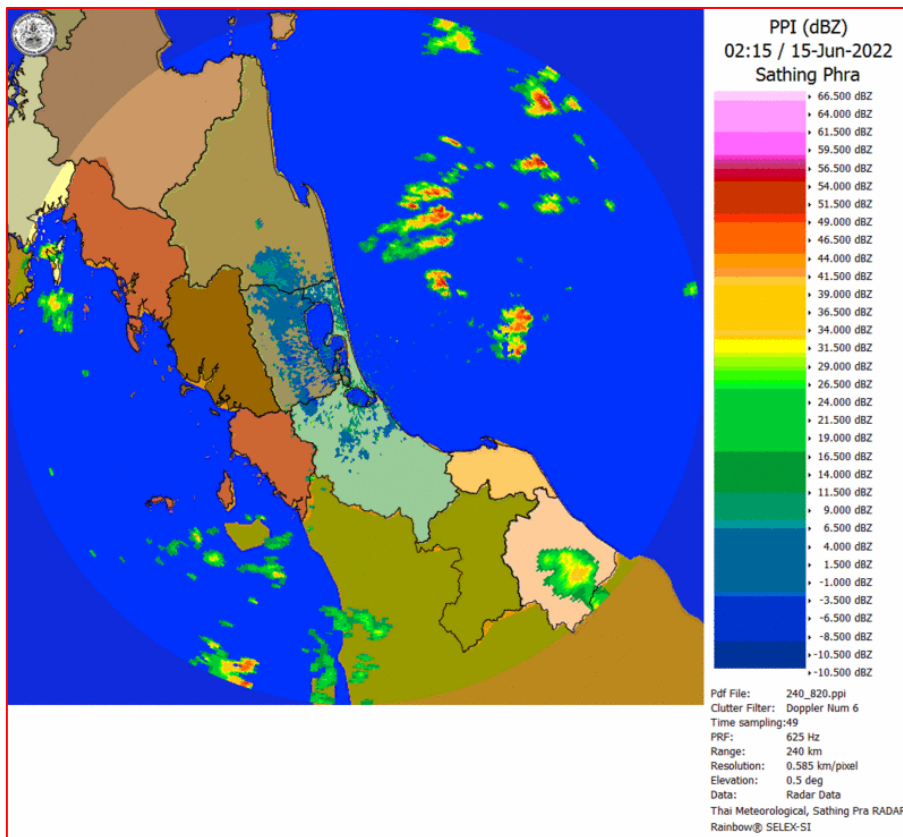 PPI (dBZ)
02:15 / 15-Jun-2022
Sathing Phra
66.500 dBZ
64.000 dBZ
61.500 dBZ
59.500 dBZ
56.500 dBZ
54.000 dBZ
51.500 dBZ
49.000 dBZ
46.500 dBZ
44.000 dBZ
41.500 dBZ
39.000 dBZ
36.500 dBZ
34.000 dBZ
31.500 dBZ
29.000 dBZ
26.500 dBZ
24.000 dBZ
21.500 dBZ
19.000 dBZ
16.500 dBZ
14.000 dBZ
11.500 dBZ
9.000 dBZ
6.500 dBZ
4.000 dBZ
1.500 dBZ
-1.000 dBZ
-3.500 dBZ
-6.500 dBZ
-8.500 dBZ
-10.500 dBZ
-10.500 dBZ
Pdf File: 240_820.ppi
Clutter Filter: Doppler Num 6
Time sampling:49
PRF: 625 Hz
Range: 240 km
Resolution: 0.585 km/pixel
Elevation: 0.5 deg
Data: Radar Data
Thai Meteorological, Sathing Pra RADAR
Rainbow® SELEX-SI